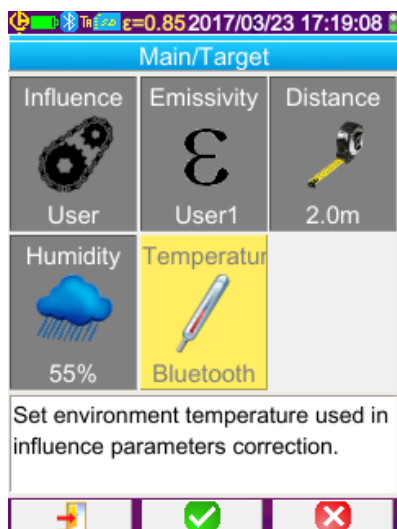 ε=0.85 2017/03/23 17:19:08
Main/Target
Influence Emissivity Distance
ε
User User1 2.0m
Humidity Temperatur
55% Bluetooth
Set environment temperature used in
influence parameters correction.